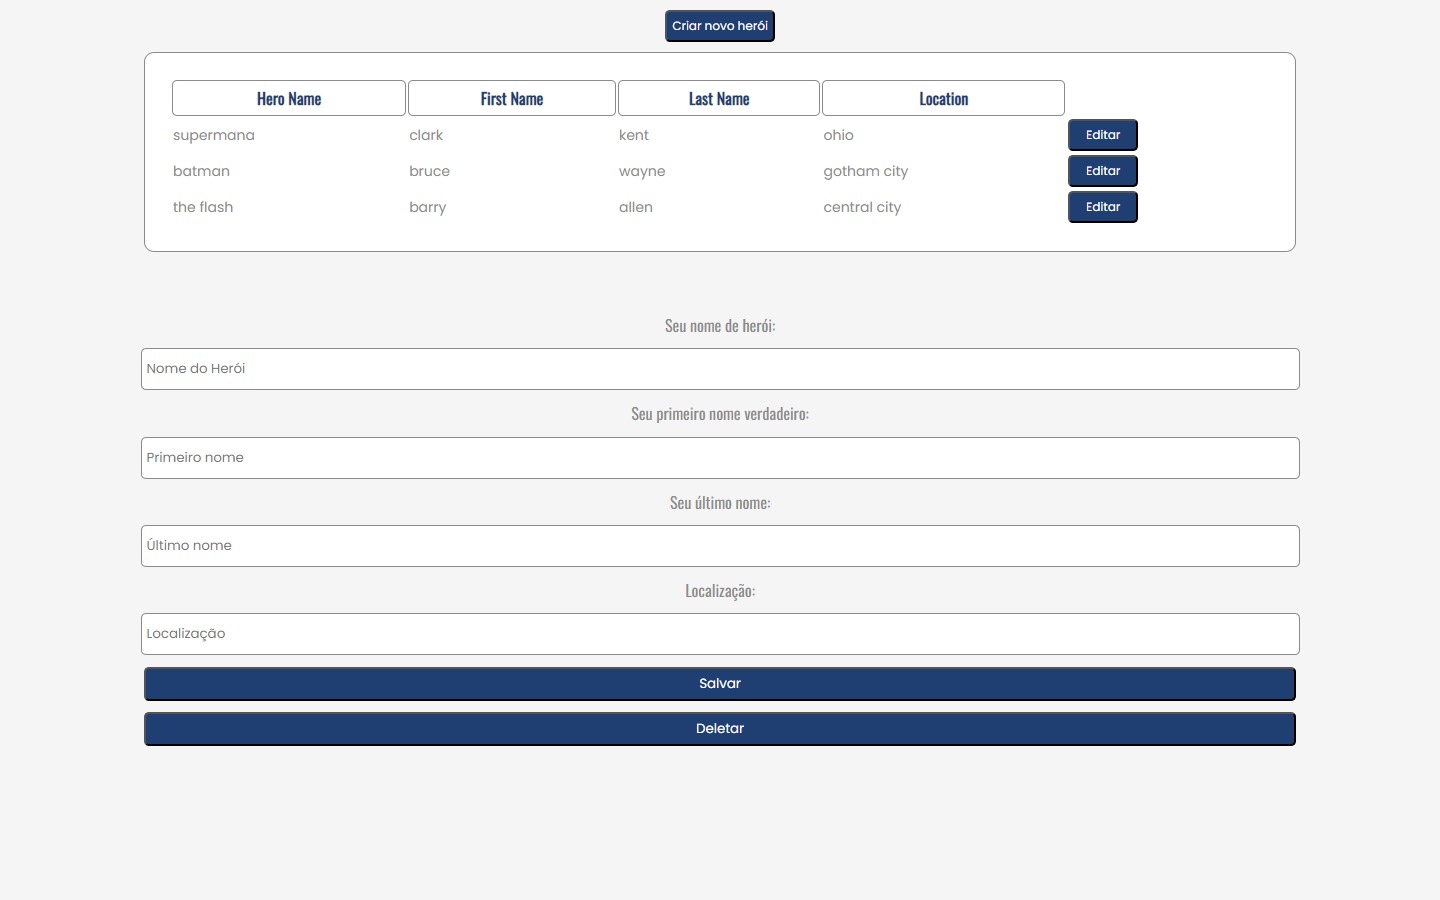 Criar novo herói
Hero Name First Name Last Name Location
supermana clark kent ohio Editar
batman bruce wayne gotham city Editar
the flash barry allen central city Editar
Seu nome de herói:
Nome do Herói
Seu primeiro nome verdadeiro:
Primeiro nome
Seu último nome:
Último nome
Localização:
Localização
Salvar
Deletar